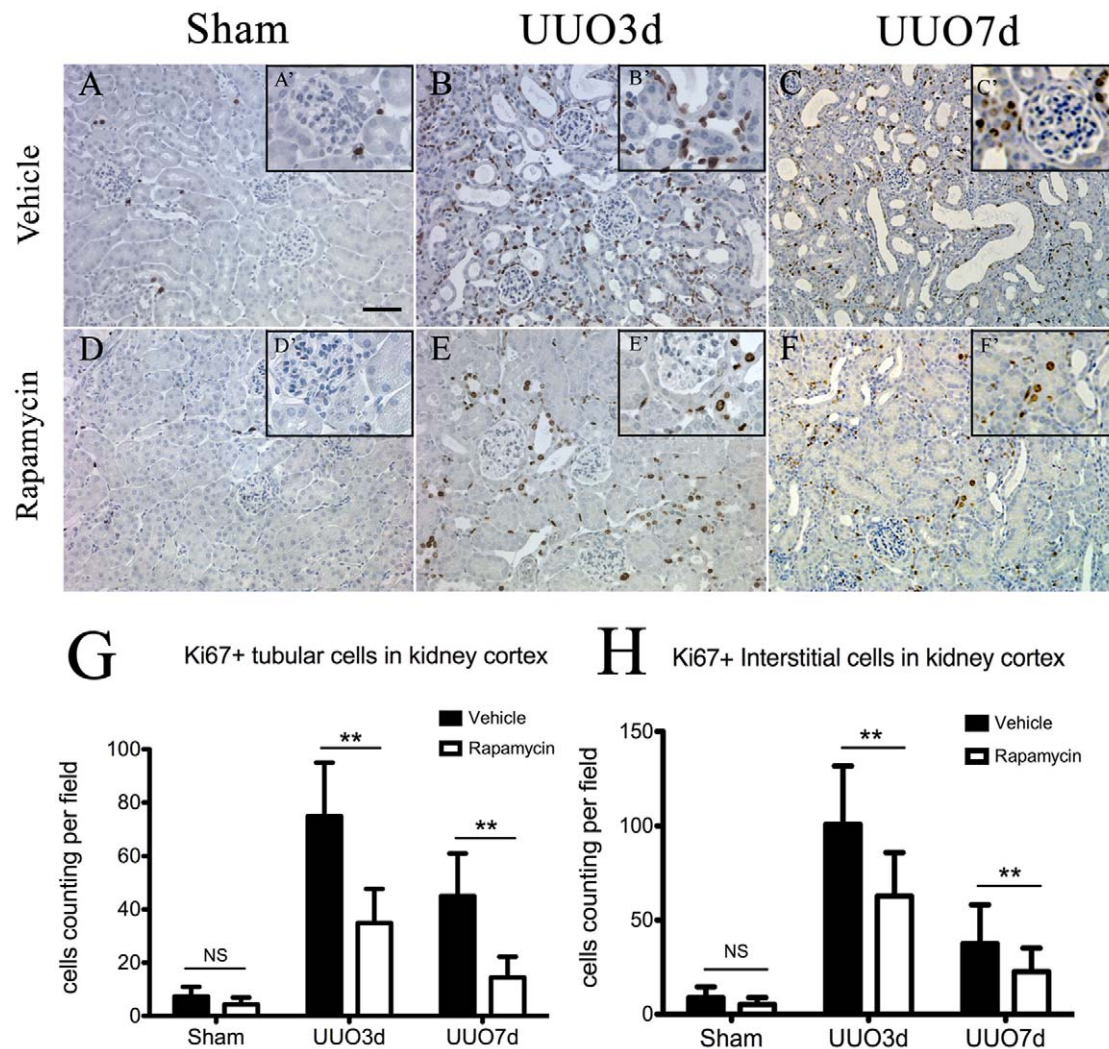 Sham UUO3d UUO7d
Vehicle
A A' B B' C C'
Rapamycin
D D' E E' F F'
G Ki67+ tubular cells in kidney cortex
cells counting per field
100
80
60
40
20
0
Vehicle
Rapamycin
NS ** **
Sham UUO3d UUO7d
H Ki67+ Interstitial cells in kidney cortex
cells counting per field
150
100
50
0
Vehicle
Rapamycin
NS ** **
Sham UUO3d UUO7d